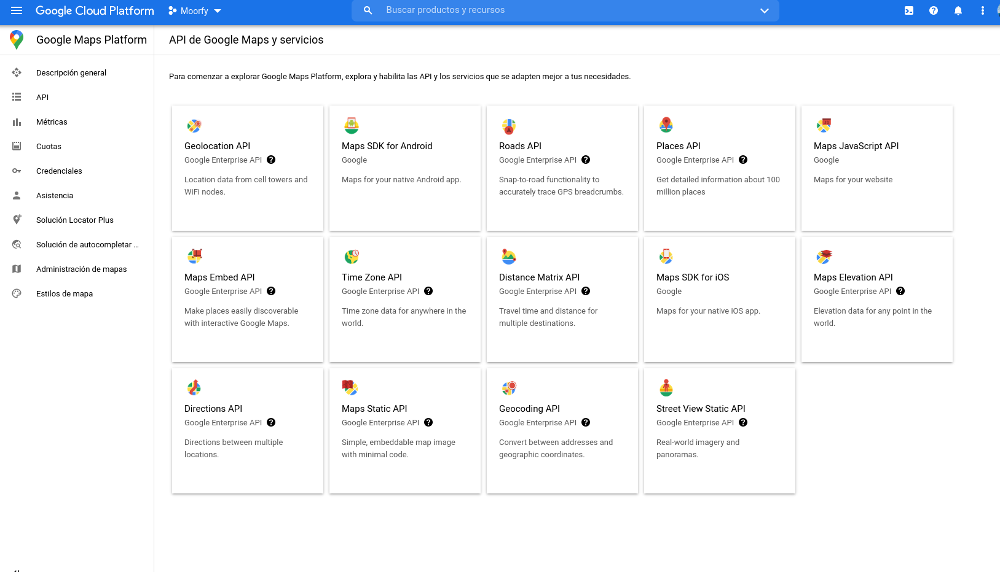 Google Cloud Platform
Moorfy
Buscar productos y recursos
Google Maps Platform
API de Google Maps y servicios
Descripción general
API
Métricas
Cuotas
Credenciales
Asistencia
Solución Locator Plus
Solución de autocompletar ...
Administración de mapas
Estilos de mapa
Para comenzar a explorar Google Maps Platform, explora y habilita las API y los servicios que se adapten mejor a tus necesidades.
Geolocation API
Google Enterprise API
Location data from cell towers and
WiFi nodes.
Maps SDK for Android
Google
Maps for your native Android app.
Roads API
Google Enterprise API
Snap-to-road functionality to
accurately trace GPS breadcrumbs.
Places API
Google Enterprise API
Get detailed information about 100
million places
Maps JavaScript API
Google
Maps for your website
Maps Embed API
Google Enterprise API
Make places easily discoverable
with interactive Google Maps.
Time Zone API
Google Enterprise API
Time zone data for anywhere in the
world.
Distance Matrix API
Google Enterprise API
Travel time and distance for
multiple destinations.
Maps SDK for iOS
Google
Maps for your native iOS app.
Maps Elevation API
Google Enterprise API
Elevation data for any point in the
world.
Directions API
Google Enterprise API
Directions between multiple
locations.
Maps Static API
Google Enterprise API
Simple, embeddable map image
with minimal code.
Geocoding API
Google Enterprise API
Convert between addresses and
geographic coordinates.
Street View Static API
Google Enterprise API
Real-world imagery and
panoramas.